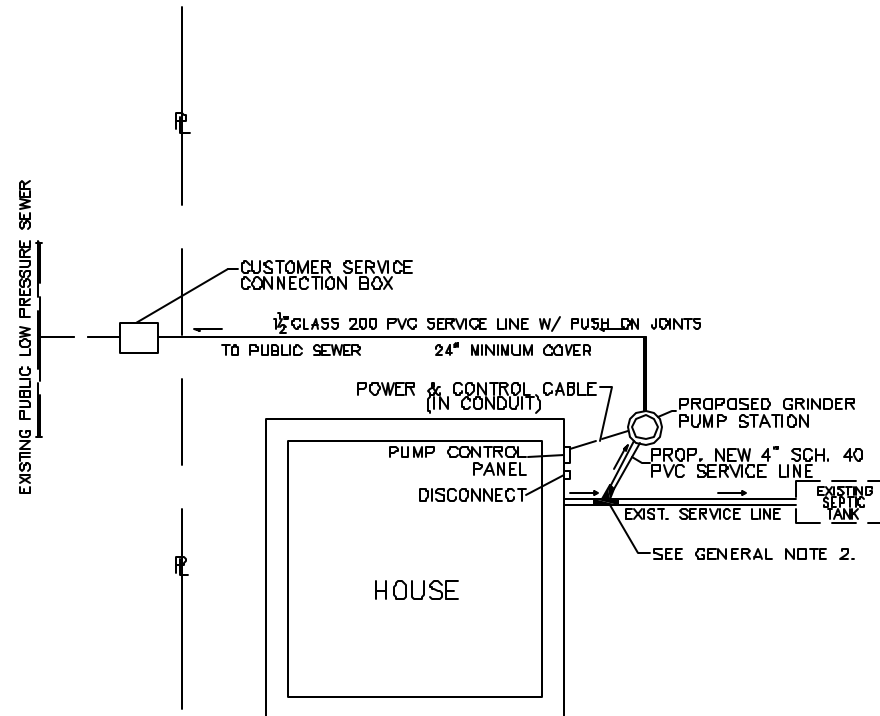 PL
EXISTING PUBLIC LOW PRESSURE SEWER
CUSTOMER SERVICE
CONNECTION BOX
1½" CLASS 200 PVC SERVICE LINE W/ PUSH ON JOINTS
TO PUBLIC SEWER
24" MINIMUM COVER
POWER & CONTROL CABLE
(IN CONDUIT)
PROPOSED GRINDER
PUMP STATION
PUMP CONTROL
PANEL
PROP. NEW 4" SCH. 40
PVC SERVICE LINE
DISCONNECT
EXISTING
SEPTIC
TANK
EXIST. SERVICE LINE
SEE GENERAL NOTE 2.
PL
HOUSE